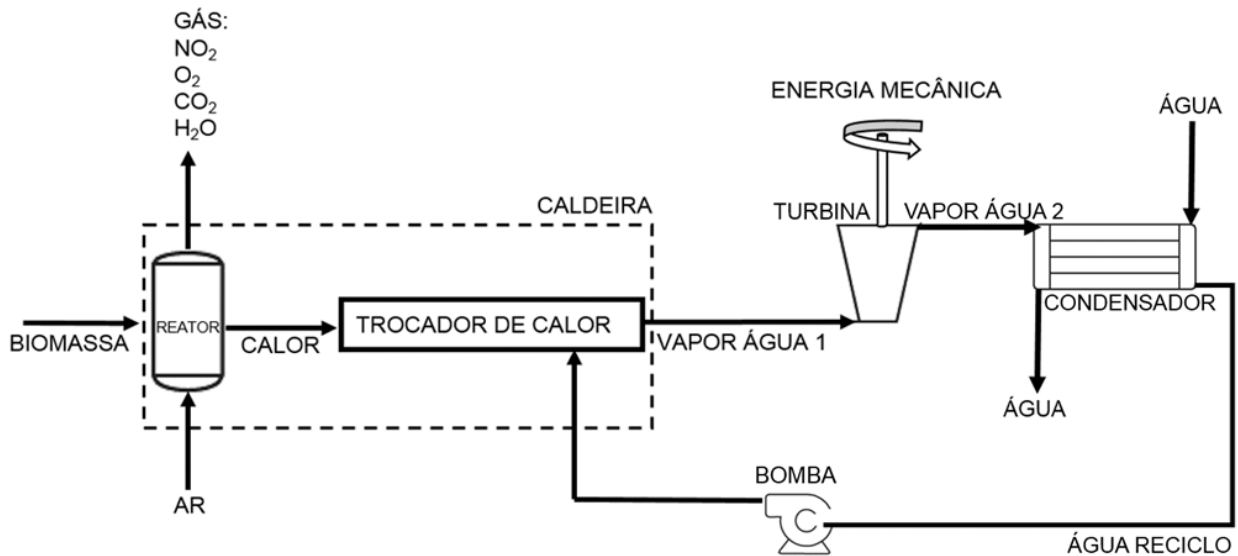 GÁS:
NO₂
O₂
CO₂
H₂O
ENERGIA MECÂNICA
ÁGUA
CALDEIRA
TURBINA
VAPOR ÁGUA 2
REATOR
TROCADOR DE CALOR
CONDENSADOR
BIOMASSA
CALOR
VAPOR ÁGUA 1
ÁGUA
AR
BOMBA
ÁGUA RECICLO